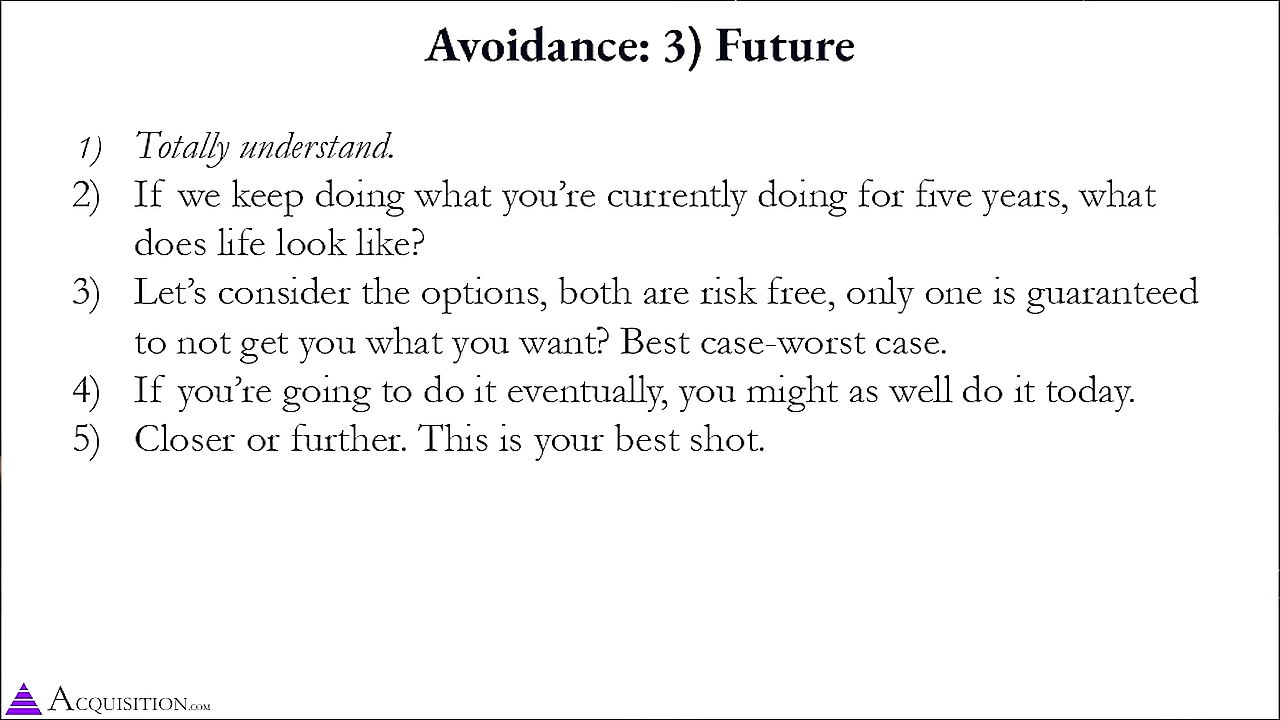 Avoidance: 3) Future
1) Totally understand.
2) If we keep doing what you're currently doing for five years, what
does life look like?
3) Let's consider the options, both are risk free, only one is guaranteed
to not get you what you want? Best case-worst case.
4) If you're going to do it eventually, you might as well do it today.
5) Closer or further. This is your best shot.
ACQUISITION.COM